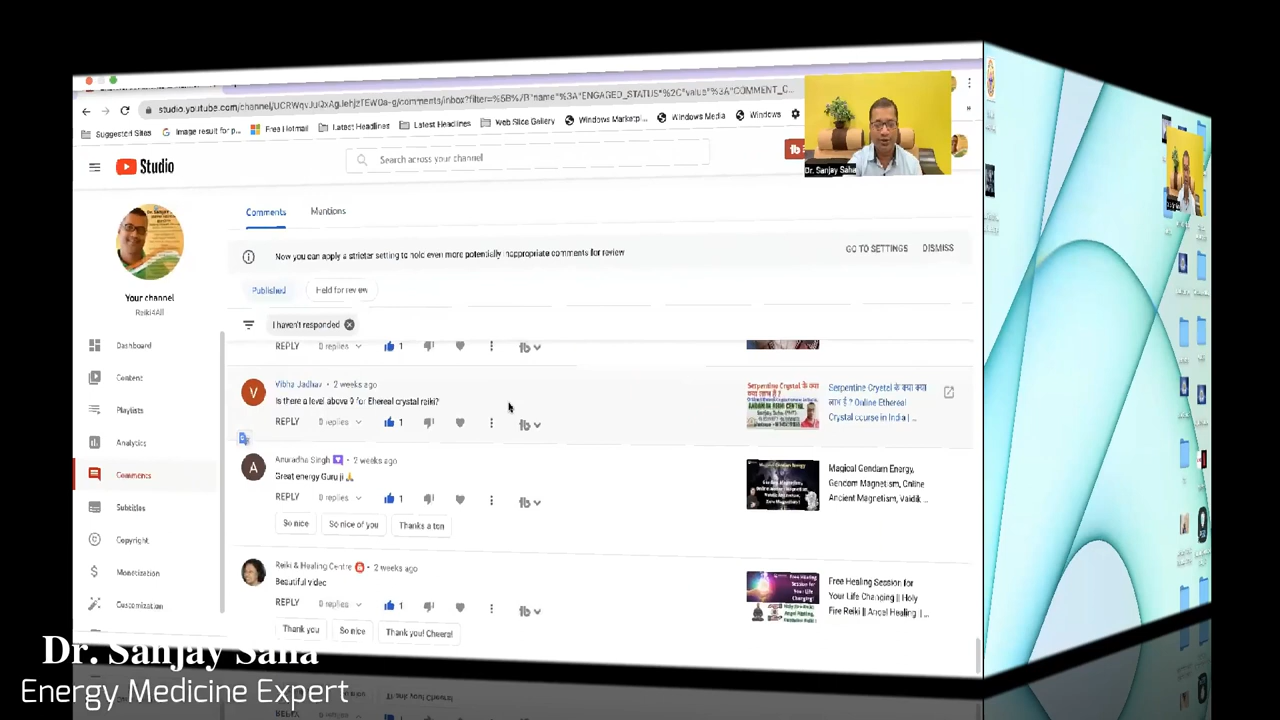 studio.youtube.com/channel/UCRWqvJuQxAgJehjzTEW0a-g/comments/inbox?filter=%5B%7B"name"%3A"ENGAGED_STATUS"%2C"value"%3A"COMMENT_C...
Suggested Sites
Image result for p...
Free Hotmail
Latest Headlines
Latest Headlines
Web Slice Gallery
Windows Marketpl...
Windows Media
Windows
Studio
Search across your channel
Dr. Sanjay Saha
Your channel
Reiki4All
Dashboard
Content
Playlists
Analytics
Comments
Subtitles
Copyright
Monetization
Customization
Comments
Mentions
Now you can apply a stricter setting to hold even more potentially inappropriate comments for review
GO TO SETTINGS
DISMISS
Published
Held for review
I haven't responded
REPLY 0 replies 1
Vibha Jadhav • 2 weeks ago
Is there a level above 9 for Ethereal crystal reiki?
REPLY 0 replies 1
Serpentine Crystal के क्या क्या
लाभ है ? Online Ethereal
Crystal course in India | ...
Anuradha Singh • 2 weeks ago
Great energy Guru ji 🙏
REPLY 0 replies 1
So nice
So nice of you
Thanks a ton
Magical Gendam Energy,
Gendam Magnetism, Online
Ancient Magnetism, Vaidik ...
Reiki & Healing Centre • 2 weeks ago
Beautiful video
REPLY 0 replies 1
Thank you
So nice
Thank you! Cheers!
Free Healing Session for
Your Life Changing || Holy
Fire Reiki || Angel Healing, ...
Dr. Sanjay Saha
Energy Medicine Expert